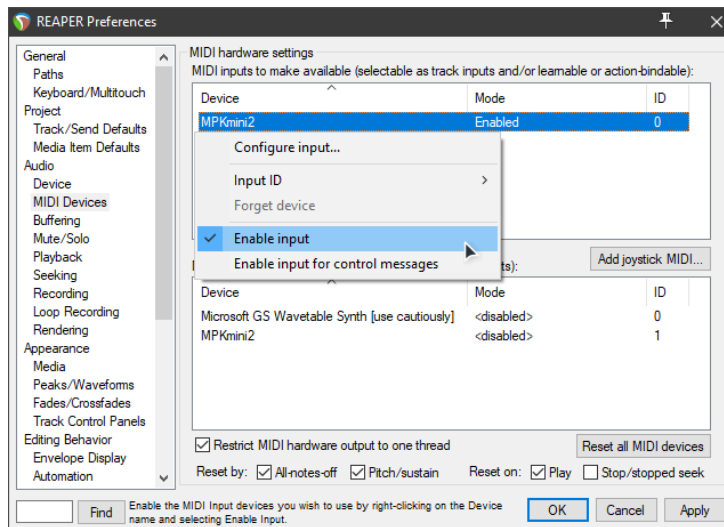 REAPER Preferences
General
Paths
Keyboard/Multitouch
Project
Track/Send Defaults
Media Item Defaults
Audio
Device
MIDI Devices
Buffering
Mute/Solo
Playback
Seeking
Recording
Loop Recording
Rendering
Appearance
Media
Peaks/Waveforms
Fades/Crossfades
Track Control Panels
Editing Behavior
Envelope Display
Automation
MIDI hardware settings
MIDI inputs to make available (selectable as track inputs and/or learnable or action-bindable):
Device Mode ID
MPKmini2 Enabled 0
Configure input...
Input ID
Forget device
Enable input
Enable input for control messages
Add joystick MIDI...
Device Mode ID
Microsoft GS Wavetable Synth [use cautiously] <disabled> 0
MPKmini2 <disabled> 1
Restrict MIDI hardware output to one thread
Reset all MIDI devices
Reset by: All-notes-off Pitch/sustain Reset on: Play Stop/stopped seek
Find
Enable the MIDI Input devices you wish to use by right-clicking on the Device
name and selecting Enable Input.
OK Cancel Apply